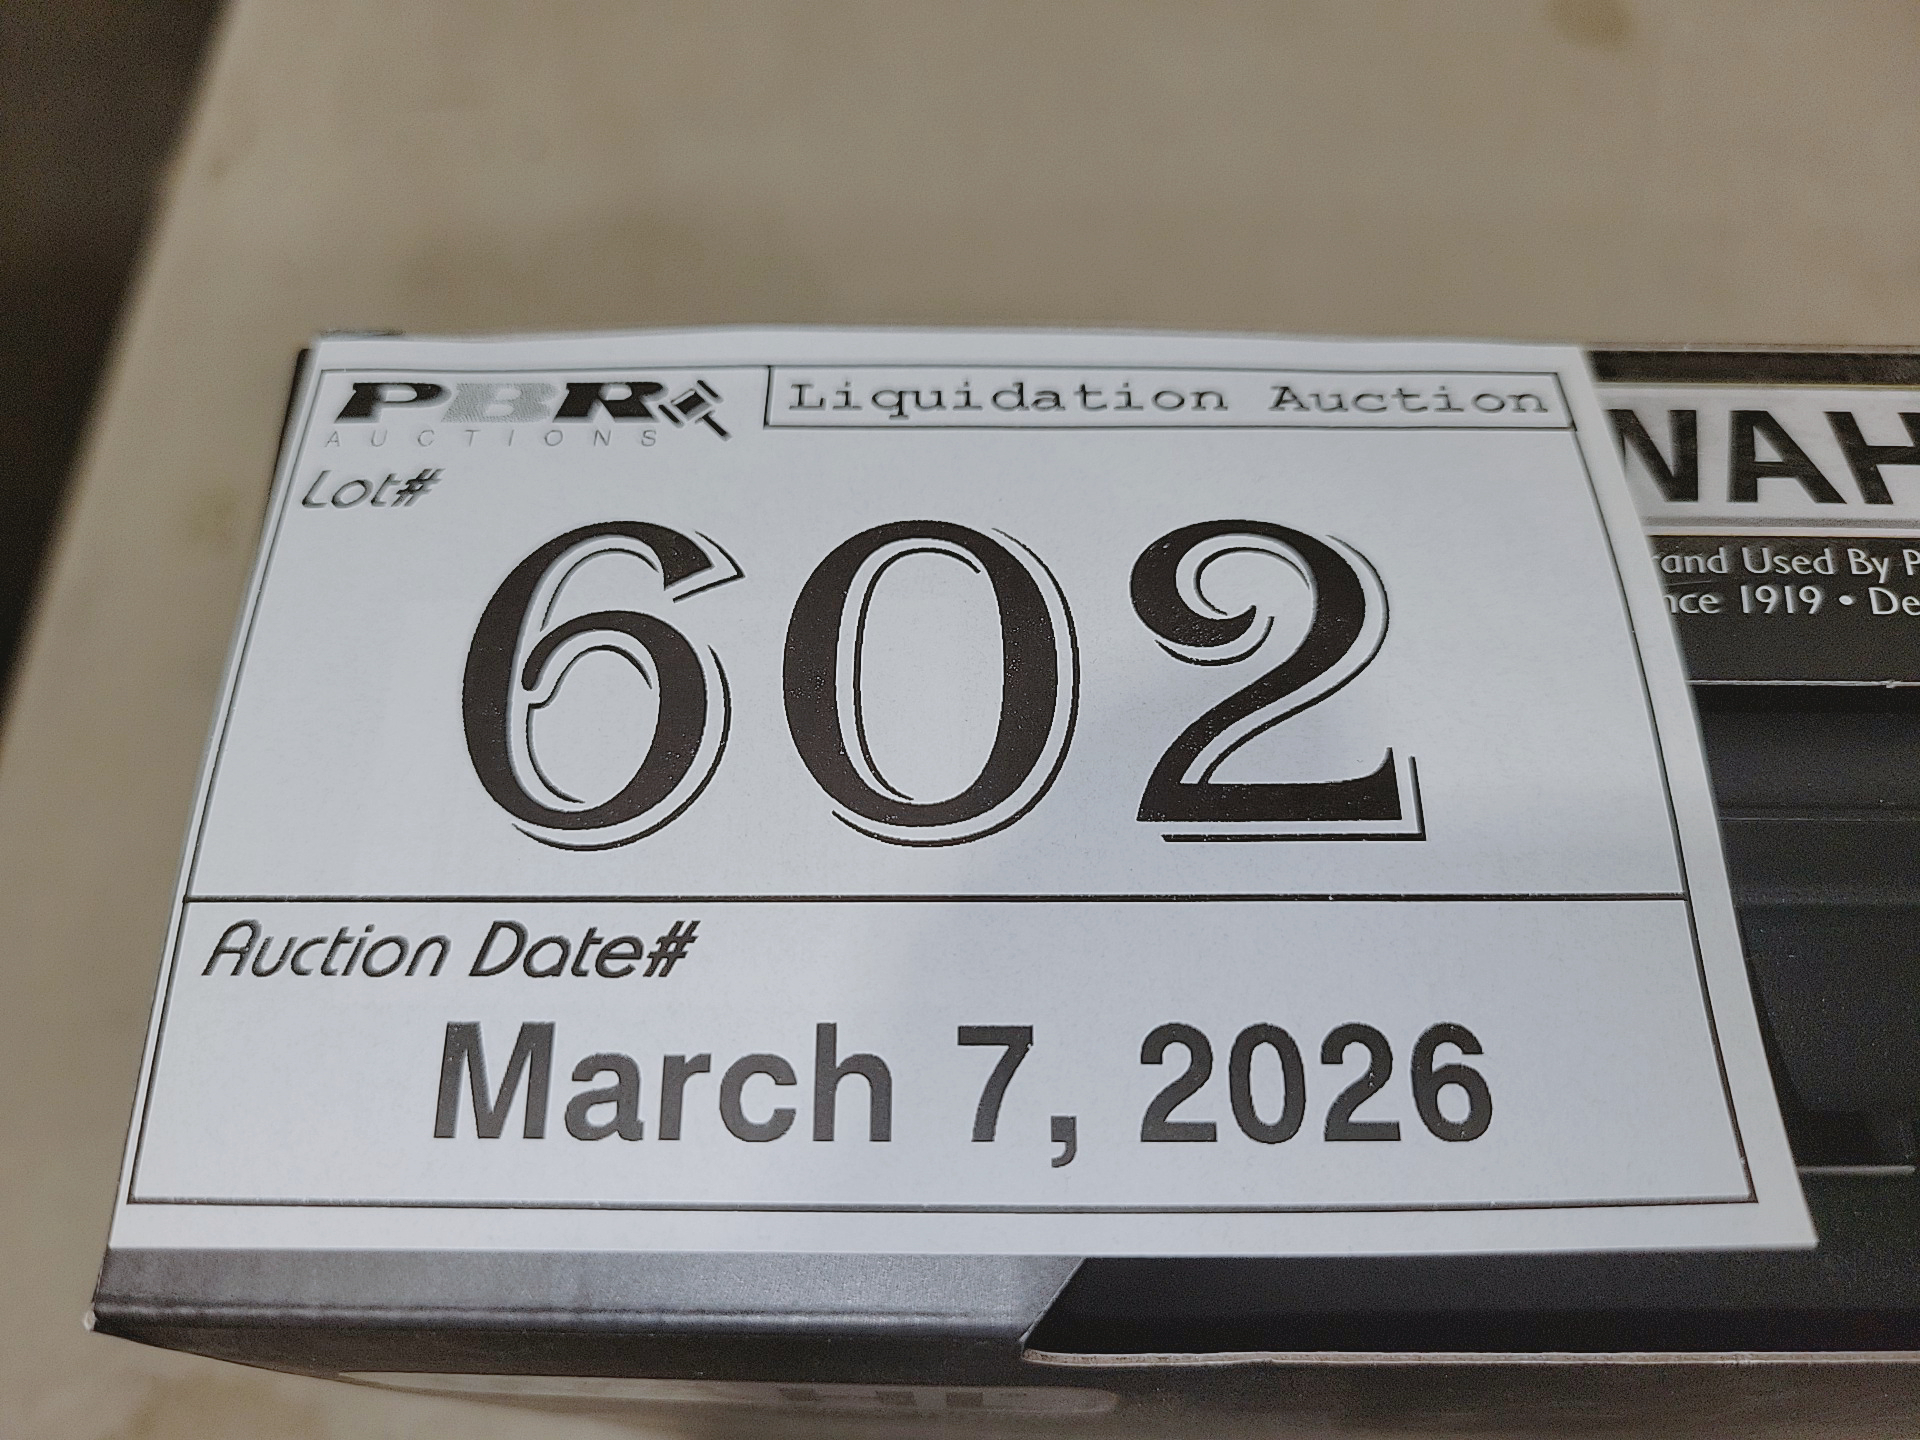 PBR
AUCTIONS
Liquidation Auction
Lot#
602
Auction Date#
March 7, 2026
WAH
rand Used By P
nce 1919 • De